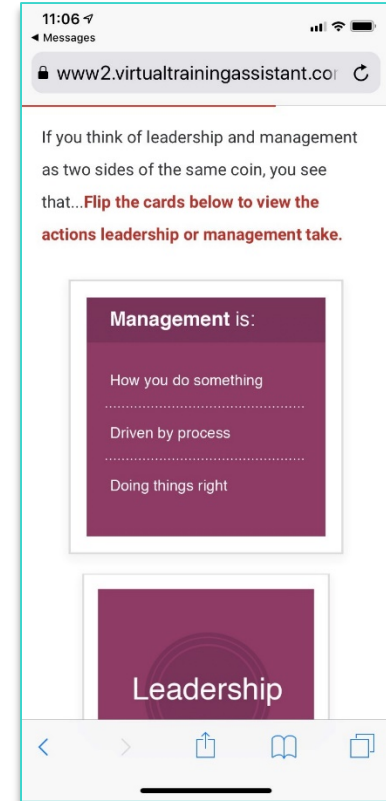 11:06
Messages
www2.virtualtrainingassistant.co
If you think of leadership and management
as two sides of the same coin, you see
that...Flip the cards below to view the
actions leadership or management take.
Management is:
How you do something
Driven by process
Doing things right
Leadership